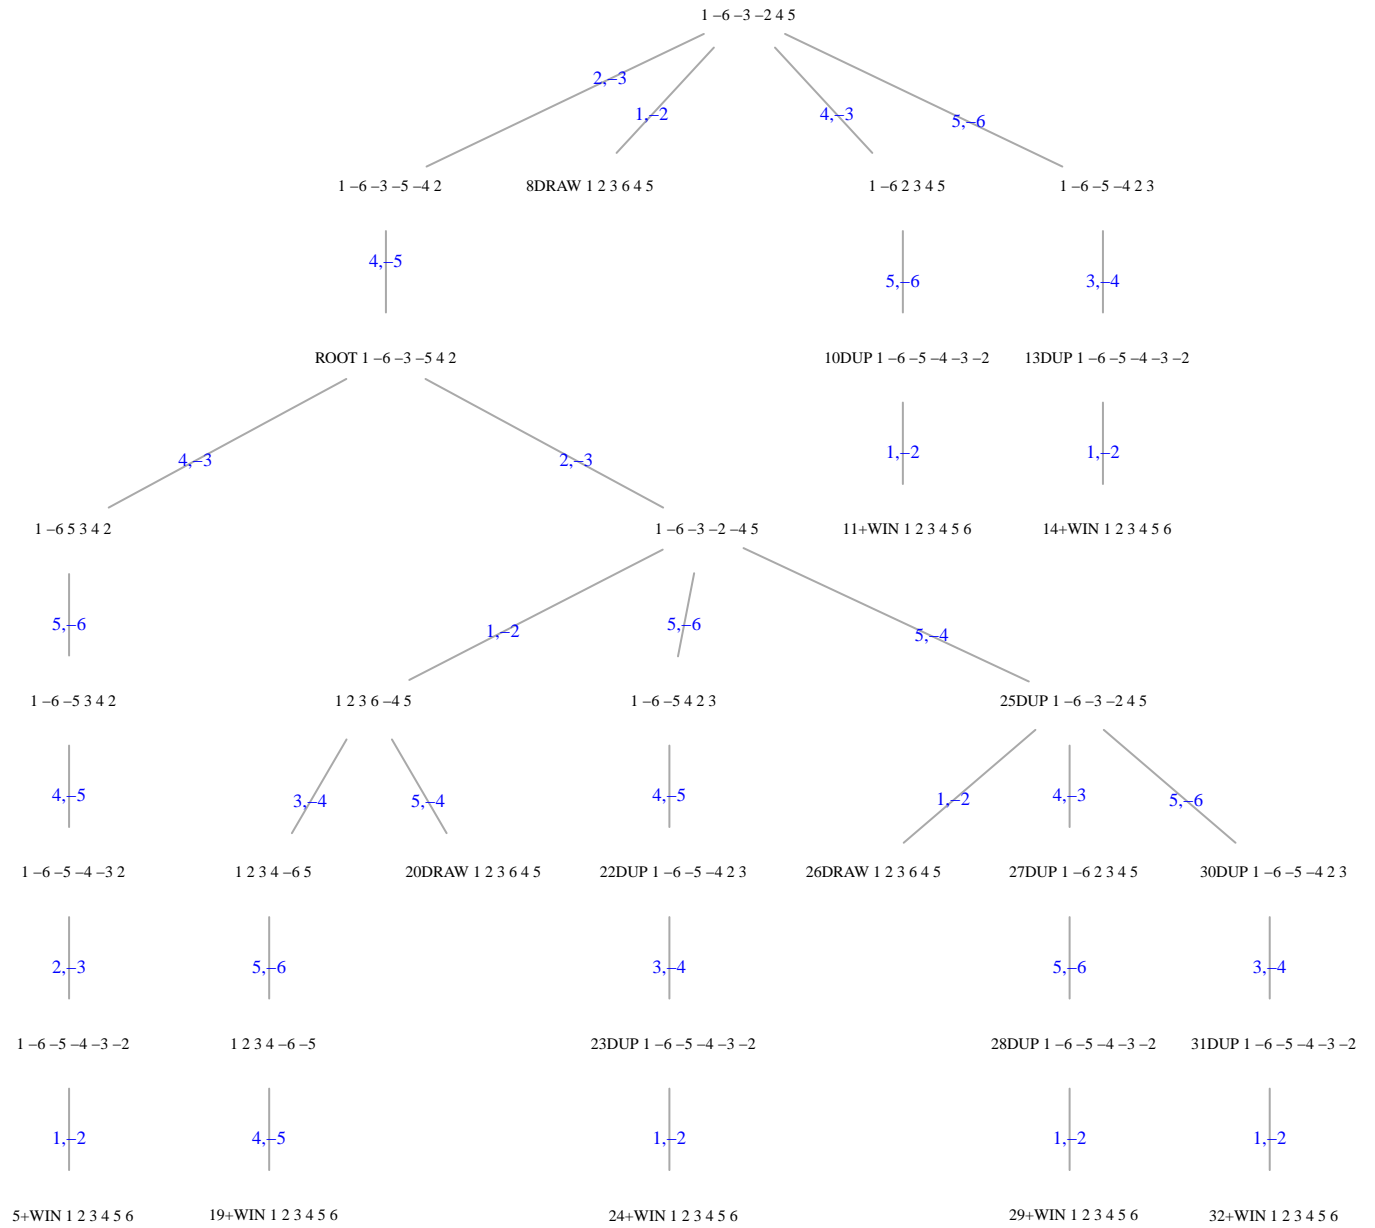 1 −6 −3 −2 4 5
2,−3
1,−2
4,−3
5,−6
1 −6 −3 −5 −4 2
8DRAW 1 2 3 6 4 5
1 −6 2 3 4 5
1 −6 −5 −4 2 3
4,−5
5,−6
3,−4
ROOT 1 −6 −3 −5 4 2
10DUP 1 −6 −5 −4 −3 −2
13DUP 1 −6 −5 −4 −3 −2
4,−3
2,−3
1,−2
1,−2
1 −6 5 3 4 2
1 −6 −3 −2 −4 5
11+WIN 1 2 3 4 5 6
14+WIN 1 2 3 4 5 6
5,−6
1,−2
5,−6
5,−4
1 −6 −5 3 4 2
1 2 3 6 −4 5
1 −6 −5 4 2 3
25DUP 1 −6 −3 −2 4 5
4,−5
3,−4
5,−4
4,−5
1,−2
4,−3
5,−6
1 −6 −5 −4 −3 2
1 2 3 4 −6 5
20DRAW 1 2 3 6 4 5
22DUP 1 −6 −5 −4 2 3
26DRAW 1 2 3 6 4 5
27DUP 1 −6 2 3 4 5
30DUP 1 −6 −5 −4 2 3
2,−3
5,−6
3,−4
5,−6
3,−4
1 −6 −5 −4 −3 −2
1 2 3 4 −6 −5
23DUP 1 −6 −5 −4 −3 −2
28DUP 1 −6 −5 −4 −3 −2
31DUP 1 −6 −5 −4 −3 −2
1,−2
4,−5
1,−2
1,−2
1,−2
5+WIN 1 2 3 4 5 6
19+WIN 1 2 3 4 5 6
24+WIN 1 2 3 4 5 6
29+WIN 1 2 3 4 5 6
32+WIN 1 2 3 4 5 6